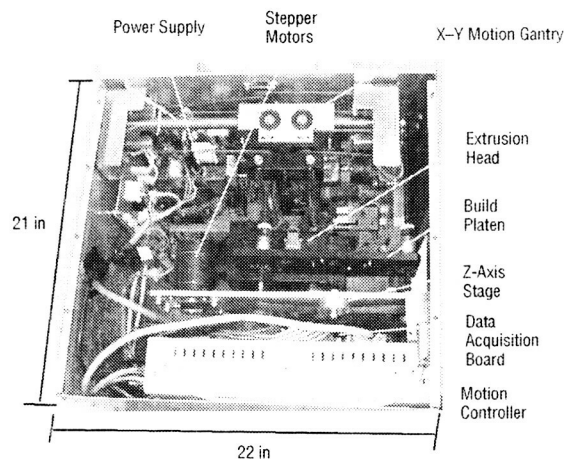 Power Supply
Stepper
Motors
X–Y Motion Gantry
Extrusion
Head
Build
Platen
Z-Axis
Stage
Data
Acquisition
Board
Motion
Controller
21 in
22 in